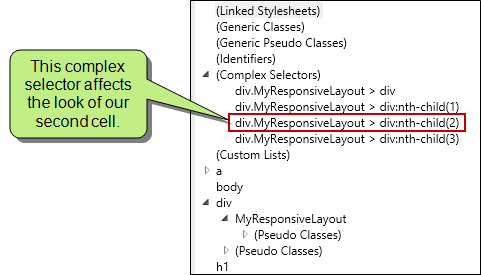 This complex
selector affects
the look of our
second cell.
(Linked Stylesheets)
(Generic Classes)
(Generic Pseudo Classes)
(Identifiers)
(Complex Selectors)
div.MyResponsiveLayout > div
div.MyResponsiveLayout > div:nth-child(1)
div.MyResponsiveLayout > div:nth-child(2)
div.MyResponsiveLayout > div:nth-child(3)
(Custom Lists)
a
body
div
MyResponsiveLayout
(Pseudo Classes)
(Pseudo Classes)
h1